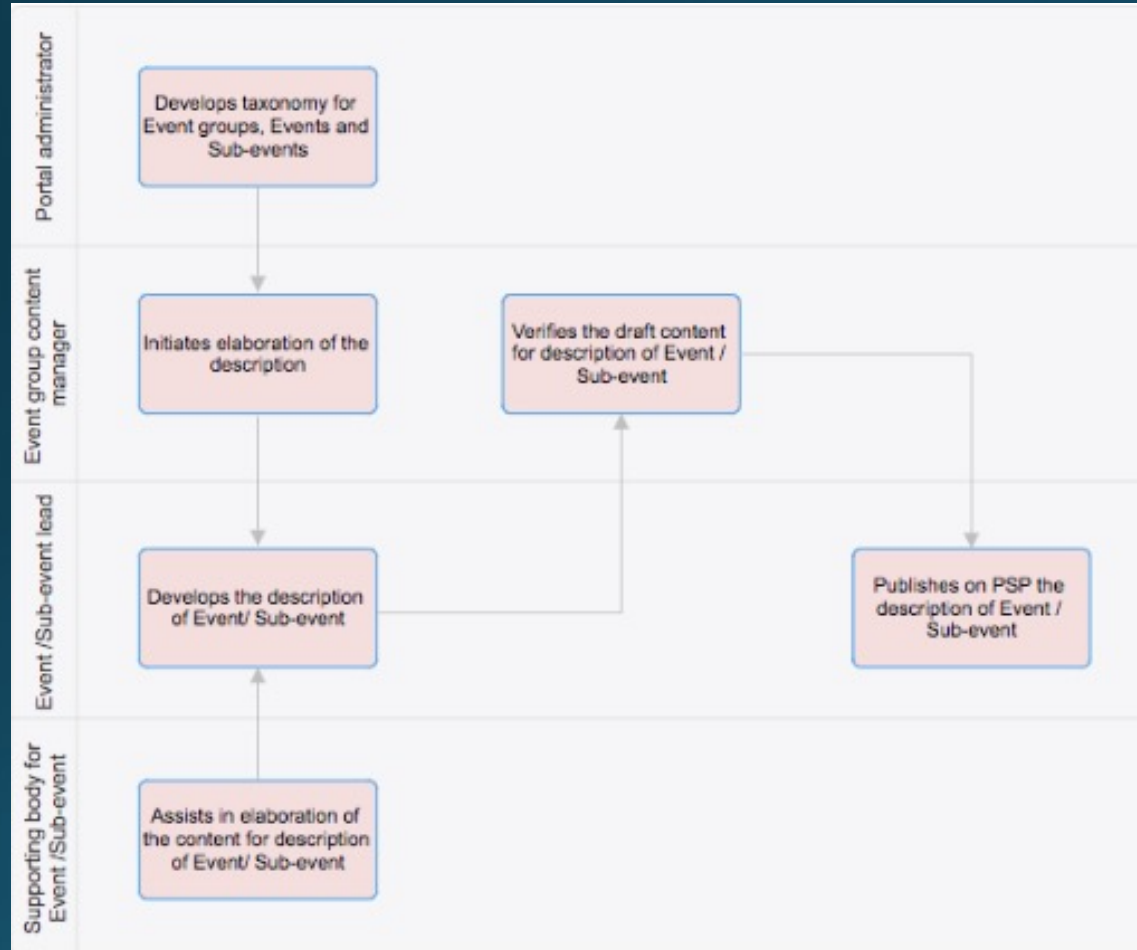 Portal administrator
Develops taxonomy for
Event groups, Events and
Sub-events
Event group content
manager
Initiates elaboration of the
description
Verifies the draft content
for description of Event /
Sub-event
Event /Sub-event lead
Develops the description
of Event/ Sub-event
Publishes on PSP the
description of Event /
Sub-event
Supporting body for
Event /Sub-event
Assists in elaboration of
the content for description
of Event/ Sub-event